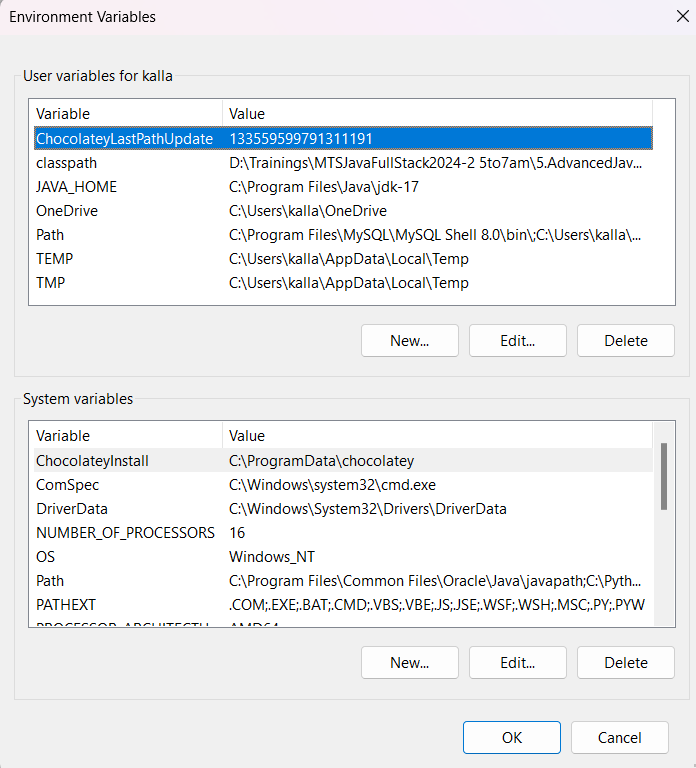 Environment Variables
User variables for kalla
Variable Value
ChocolateyLastPathUpdate 133559599791311191
classpath D:\Trainings\MTSJavaFullStack2024-2 5to7am\5.AdvancedJav...
JAVA_HOME C:\Program Files\Java\jdk-17
OneDrive C:\Users\kalla\OneDrive
Path C:\Program Files\MySQL\MySQL Shell 8.0\bin\;C:\Users\kalla\...
TEMP C:\Users\kalla\AppData\Local\Temp
TMP C:\Users\kalla\AppData\Local\Temp
New... Edit... Delete
System variables
Variable Value
ChocolateyInstall C:\ProgramData\chocolatey
ComSpec C:\Windows\system32\cmd.exe
DriverData C:\Windows\System32\Drivers\DriverData
NUMBER_OF_PROCESSORS 16
OS Windows_NT
Path C:\Program Files\Common Files\Oracle\Java\javapath;C:\Pyth...
PATHEXT .COM;.EXE;.BAT;.CMD;.VBS;.VBE;.JS;.JSE;.WSF;.WSH;.MSC;.PY;.PYW
New... Edit... Delete
OK Cancel